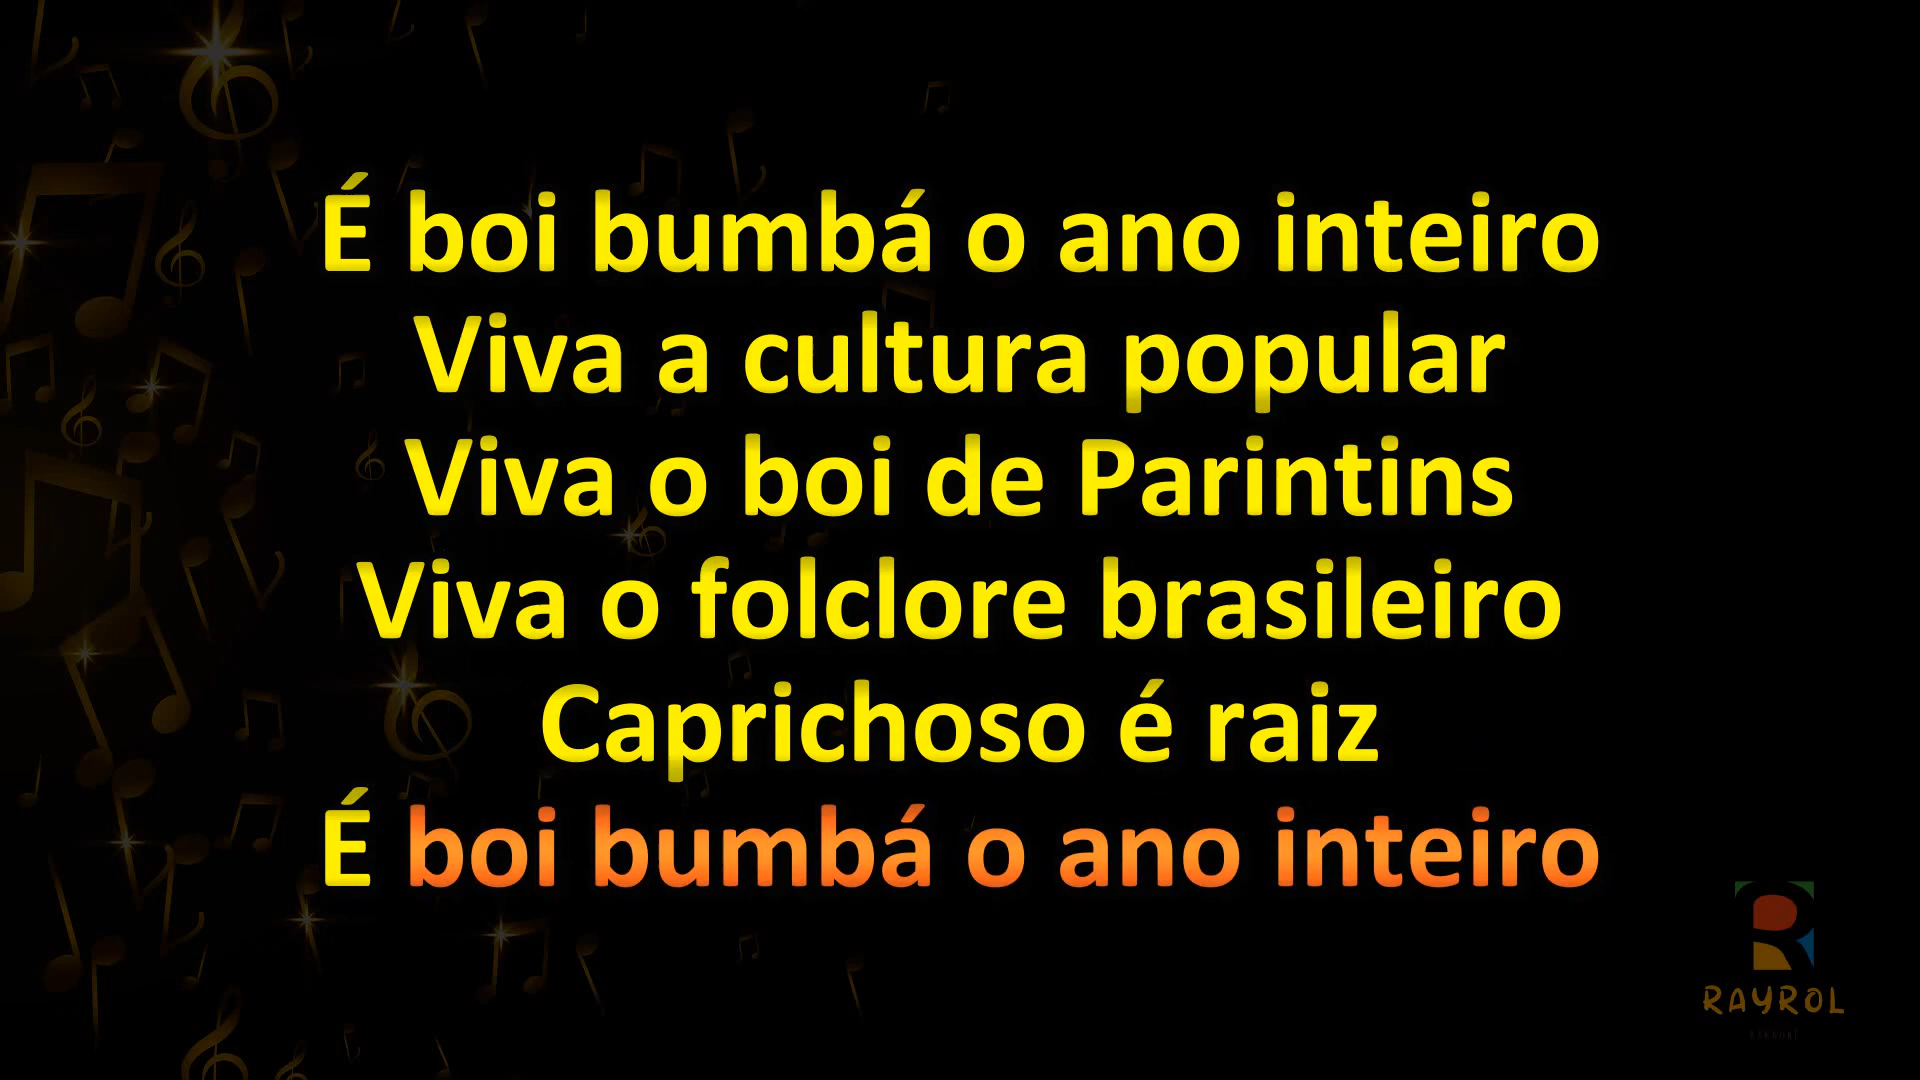 É boi bumbá o ano inteiro
Viva a cultura popular
Viva o boi de Parintins
Viva o folclore brasileiro
Caprichoso é raiz
É boi bumbá o ano inteiro
RAYROL
KARAOKÊ